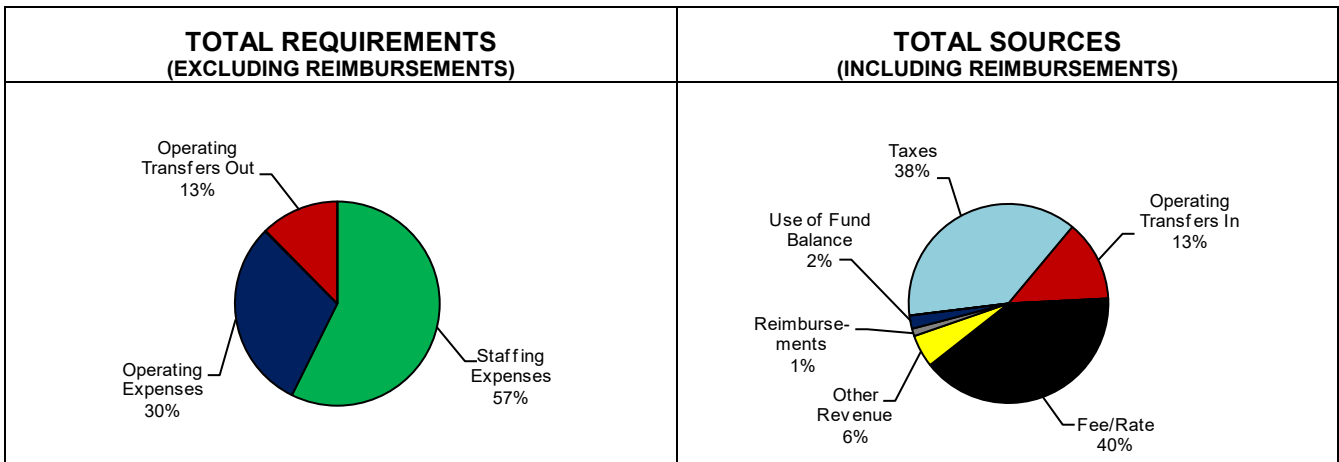 TOTAL REQUIREMENTS
(EXCLUDING REIMBURSEMENTS)
Operating
Transfers Out
13%
Operating
Expenses
30%
Staffing
Expenses
57%
TOTAL SOURCES
(INCLUDING REIMBURSEMENTS)
Taxes
38%
Operating
Transfers In
13%
Use of Fund
Balance
2%
Reimburse-
ments
1%
Other
Revenue
6%
Fee/Rate
40%